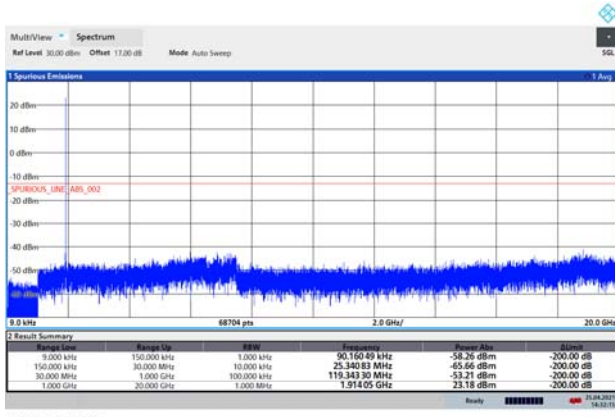 MultiView Spectrum
Ref Level 30.00 dBm Offset 17.00 dB Mode Auto Sweep
SGL
1 Spurious Emissions 1 Avg
20 dBm
10 dBm
0 dBm
-10 dBm
_SPURIOUS_LINE_ABS_002
-20 dBm
-30 dBm
-40 dBm
-50 dBm
-60 dBm
9.0 kHz 68704 pts 2.0 GHz/ 20.0 GHz
2 Result Summary
Range Low Range Up RBW Frequency Power Abs ΔLimit
9.000 kHz 150.000 kHz 1.000 kHz 90.16049 kHz -58.26 dBm -200.00 dB
150.000 kHz 30.000 MHz 10.000 kHz 25.34083 MHz -65.66 dBm -200.00 dB
30.000 MHz 1.000 GHz 100.000 kHz 119.34330 MHz -53.21 dBm -200.00 dB
1.000 GHz 20.000 GHz 1.000 MHz 1.91405 GHz 23.18 dBm -200.00 dB
Ready